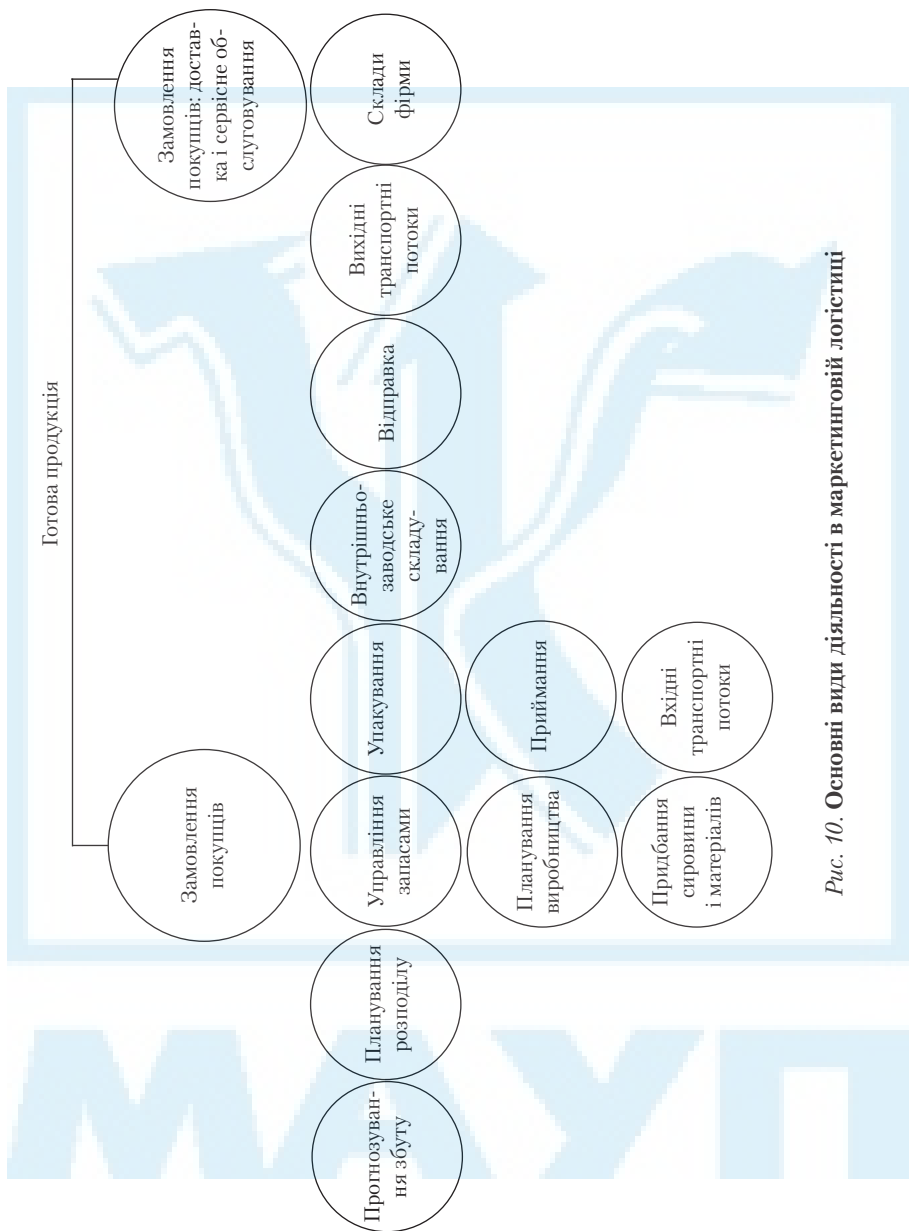 Готова продукція
Замовлення
покупців
Замовлення
покупців: достав-
ка і сервісне об-
слуговування
Прогнозуван-
ня збуту
Планування
розподілу
Управління
запасами
Упакування
Внутрішньо-
заводське
складу-
вання
Відправка
Вихідні
транспортні
потоки
Склади
фірми
Планування
виробництва
Приймання
Придбання
сировини
і матеріалів
Вхідні
транспортні
потоки
Рис. 10. Основні види діяльності в маркетинговій логістиці
МАУП